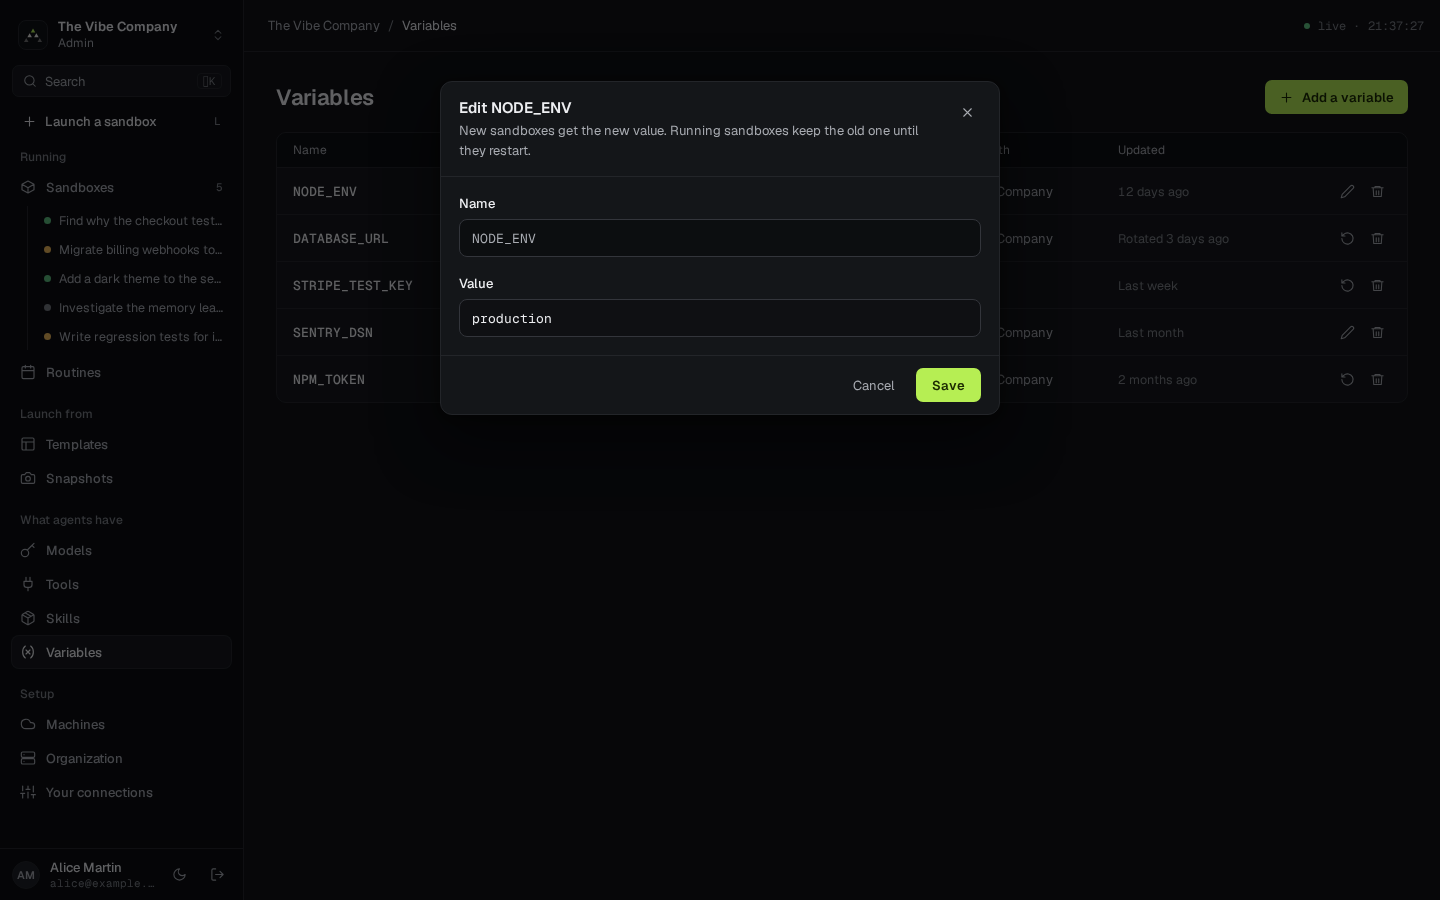 The Vibe Company
Admin
Search
K
Launch a sandbox
L
Running
Sandboxes
5
Find why the checkout test…
Migrate billing webhooks to…
Add a dark theme to the se…
Investigate the memory lea…
Write regression tests for i…
Routines
Launch from
Templates
Snapshots
What agents have
Models
Tools
Skills
Variables
Setup
Machines
Organization
Your connections
AM
Alice Martin
alice@example.…
The Vibe Company / Variables
live · 21:37:27
Variables
Add a variable
Name
Updated
NODE_ENV
Company
12 days ago
DATABASE_URL
Company
Rotated 3 days ago
STRIPE_TEST_KEY
Last week
SENTRY_DSN
Company
Last month
NPM_TOKEN
Company
2 months ago
Edit NODE_ENV
New sandboxes get the new value. Running sandboxes keep the old one until
they restart.
Name
NODE_ENV
Value
production
Cancel
Save